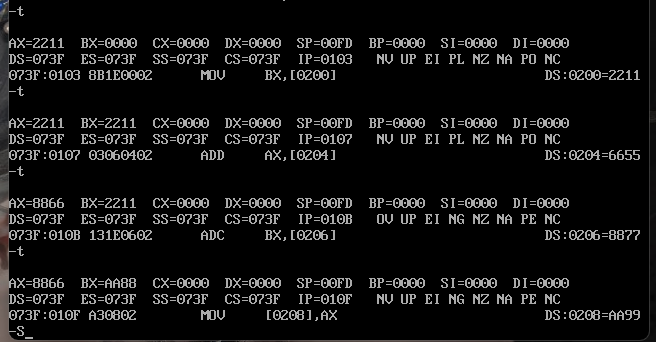 -t
AX=2211 BX=0000 CX=0000 DX=0000 SP=00FD BP=0000 SI=0000 DI=0000
DS=073F ES=073F SS=073F CS=073F IP=0103 NV UP EI PL NZ NA PO NC
073F:0103 8B1E0002 MOV BX,[0200] DS:0200=2211
-t
AX=2211 BX=2211 CX=0000 DX=0000 SP=00FD BP=0000 SI=0000 DI=0000
DS=073F ES=073F SS=073F CS=073F IP=0107 NV UP EI PL NZ NA PO NC
073F:0107 03060402 ADD AX,[0204] DS:0204=6655
-t
AX=8866 BX=2211 CX=0000 DX=0000 SP=00FD BP=0000 SI=0000 DI=0000
DS=073F ES=073F SS=073F CS=073F IP=010B OV UP EI NG NZ NA PE NC
073F:010B 131E0602 ADC BX,[0206] DS:0206=8877
-t
AX=8866 BX=AA88 CX=0000 DX=0000 SP=00FD BP=0000 SI=0000 DI=0000
DS=073F ES=073F SS=073F CS=073F IP=010F NV UP EI NG NZ NA PE NC
073F:010F A30802 MOV [0208],AX DS:0208=AA99
-S_